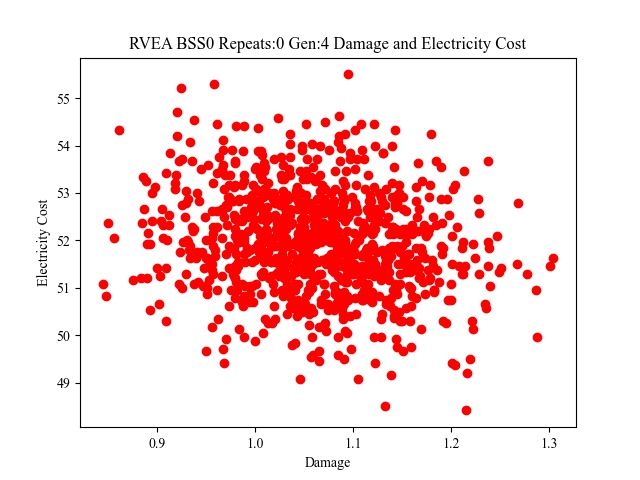 RVEA BSS0 Repeats:0 Gen:4 Damage and Electricity Cost
55
54
53
52
51
50
49
Electricity Cost
0.9 1.0 1.1 1.2 1.3
Damage